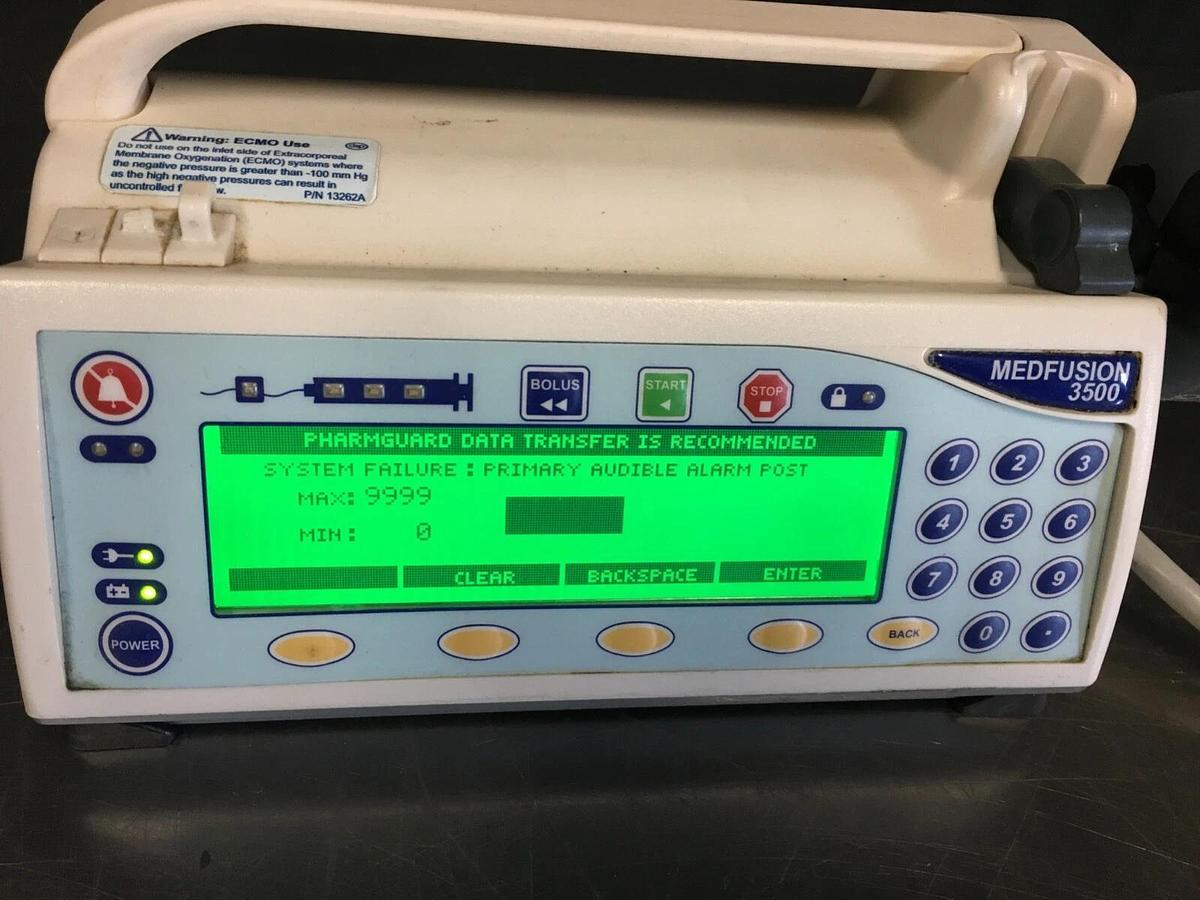 Warning: ECMO Use
Do not use on the inlet side of Extracorporeal
Membrane Oxygenation (ECMO) systems where
the negative pressure is greater than -100 mm Hg
as the high negative pressures can result in
uncontrolled
P/N 13262A
MEDFUSION
3500
BOLUS
START
STOP
PHARMGUARD DATA TRANSFER IS RECOMMENDED
SYSTEM FAILURE : PRIMARY AUDIBLE ALARM POST
MAX: 9999
MIN: 0
CLEAR BACKSPACE ENTER
1 2 3
4 5 6
7 8 9
0 .
POWER
BACK